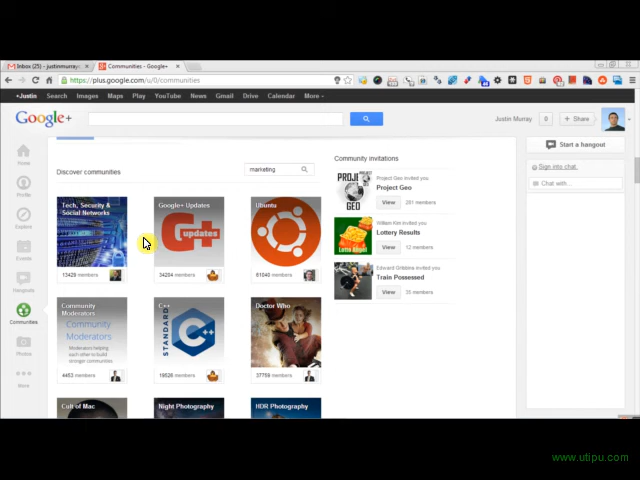 Inbox (25) - justinmurray
Communities - Google+
https://plus.google.com/u/0/communities
+Justin Search Images Maps Play YouTube News Gmail Drive Calendar More
Google+
Justin Murray
0
+ Share
Home
Profile
Explore
Events
Hangouts
Communities
Photos
More
Discover communities
marketing
Tech, Security &
Social Networks
13429 members
Google+ Updates
G+
updates
34204 members
Ubuntu
61040 members
Community
Moderators
Community
Moderators
Moderators helping
each other to build
stronger communities
4453 members
C++
STANDARD
C++
19528 members
Doctor Who
37759 members
Cult of Mac
Night Photography
HDR Photography
Community invitations
PROJECT
GEO
Project Geo invited you
Project Geo
View
281 members
William Kim invited you
Lottery Results
View
12 members
Edward Gribbins invited you
Train Possessed
View
33 members
Start a hangout
Sign into chat.
Chat with...
www.utipu.com